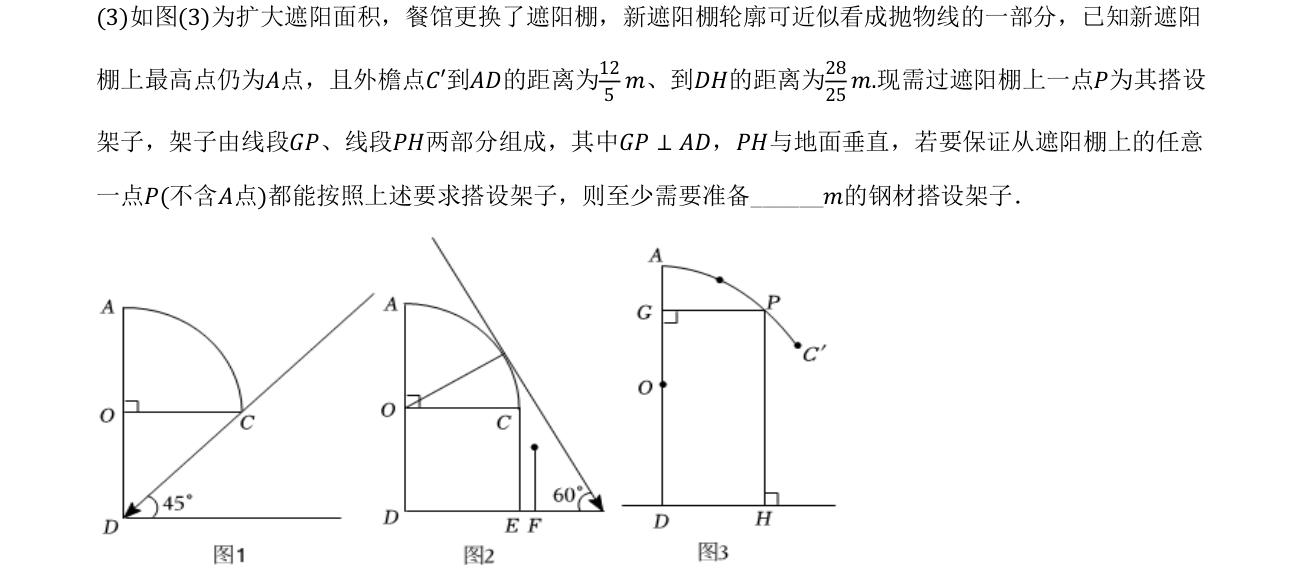 (3)如图(3)为扩大遮阳面积，餐馆更换了遮阳棚，新遮阳棚轮廓可近似看成抛物线的一部分，已知新遮阳
棚上最高点仍为A点，且外檐点C′到AD的距离为12/5 m、到DH的距离为28/25 m.现需过遮阳棚上一点P为其搭设
架子，架子由线段GP、线段PH两部分组成，其中GP ⊥ AD，PH与地面垂直，若要保证从遮阳棚上的任意
一点P(不含A点)都能按照上述要求搭设架子，则至少需要准备______m的钢材搭设架子．
A
O
C
D
45°
图1
A
O
C
D
E
F
60°
图2
A
G
P
C′
O
D
H
图3